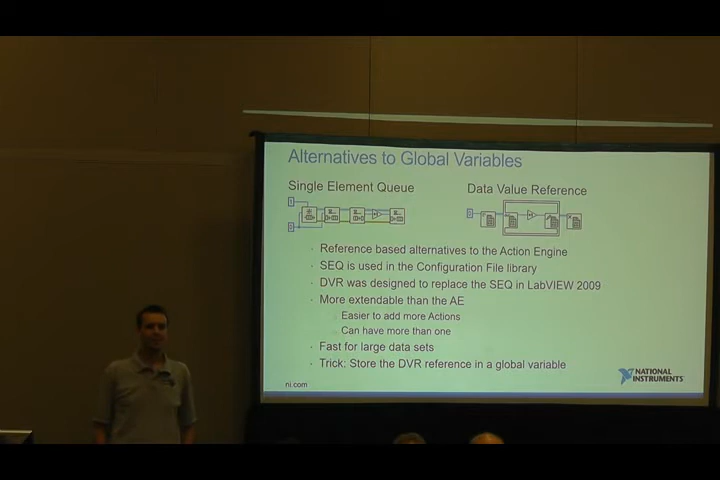 Alternatives to Global Variables
Single Element Queue
Data Value Reference
Reference based alternatives to the Action Engine
SEQ is used in the Configuration File library
DVR was designed to replace the SEQ in LabVIEW 2009
More extendable than the AE
Easier to add more Actions
Can have more than one
Fast for large data sets
Trick: Store the DVR reference in a global variable
ni.com
NATIONAL
INSTRUMENTS